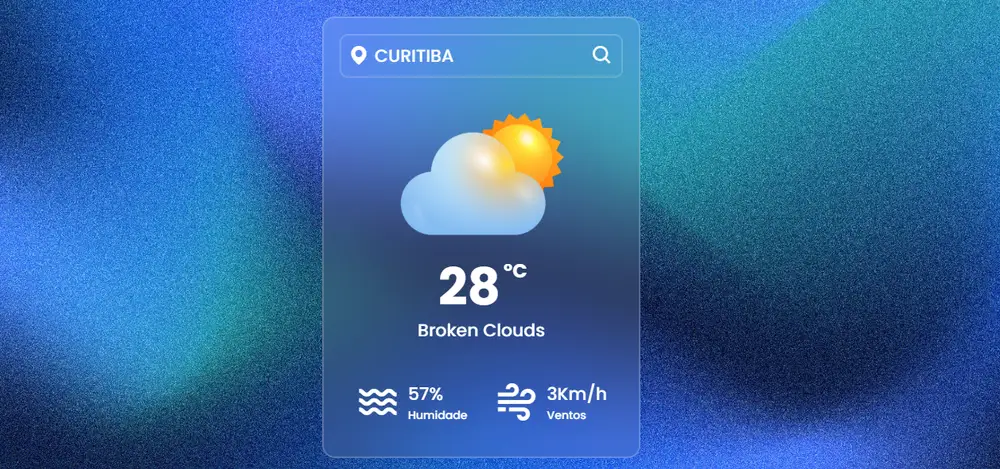 CURITIBA
28 °C
Broken Clouds
57%
Humidade
3Km/h
Ventos